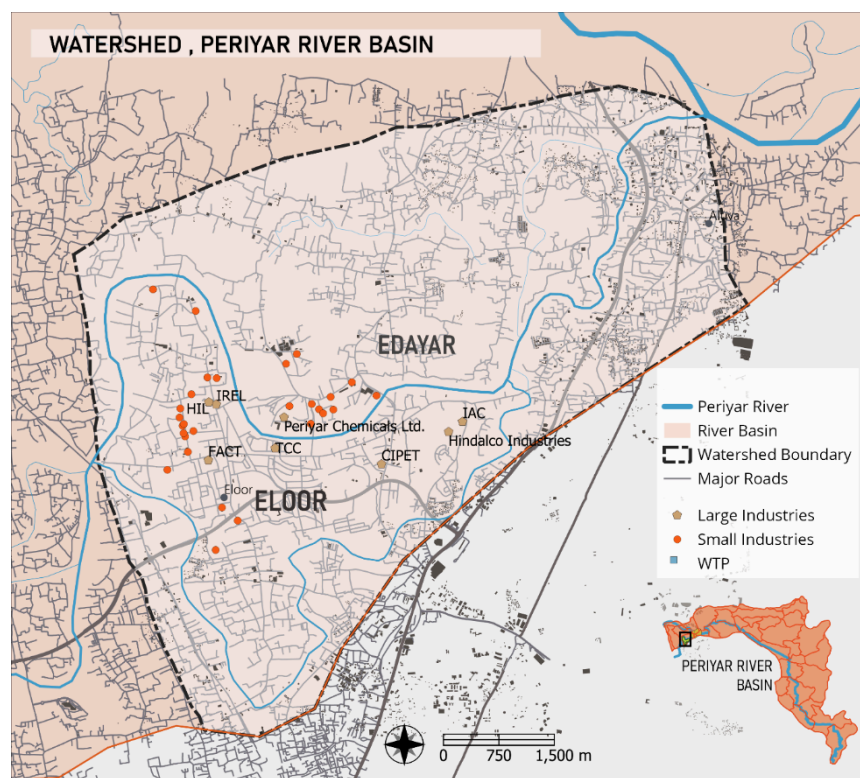 WATERSHED , PERIYAR RIVER BASIN
Aluva
EDAYAR
IREL
HIL
IAC
Periyar Chemicals Ltd.
Hindalco Industries
FACT
TCC
CIPET
Eloor
ELOOR
Periyar River
River Basin
Watershed Boundary
Major Roads
Large Industries
Small Industries
WTP
PERIYAR RIVER
BASIN
0 750 1,500 m